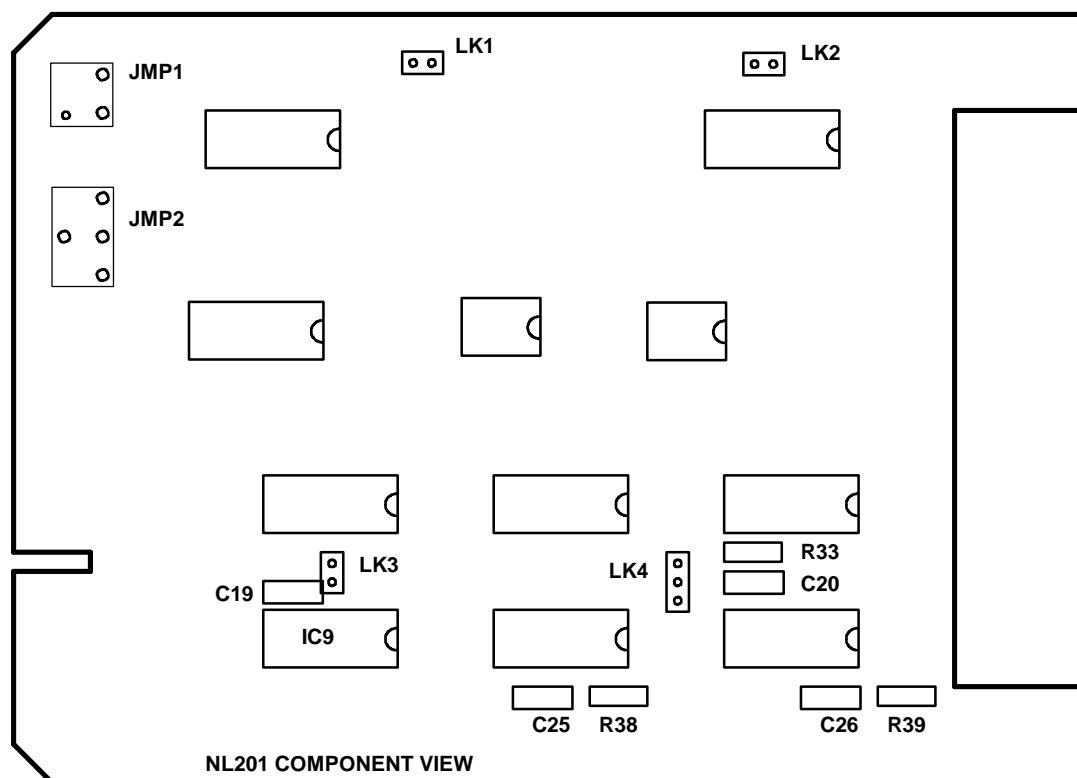 LK1
LK2
JMP1
JMP2
R33
LK3
LK4
C19
C20
IC9
C25
R38
C26
R39
NL201 COMPONENT VIEW